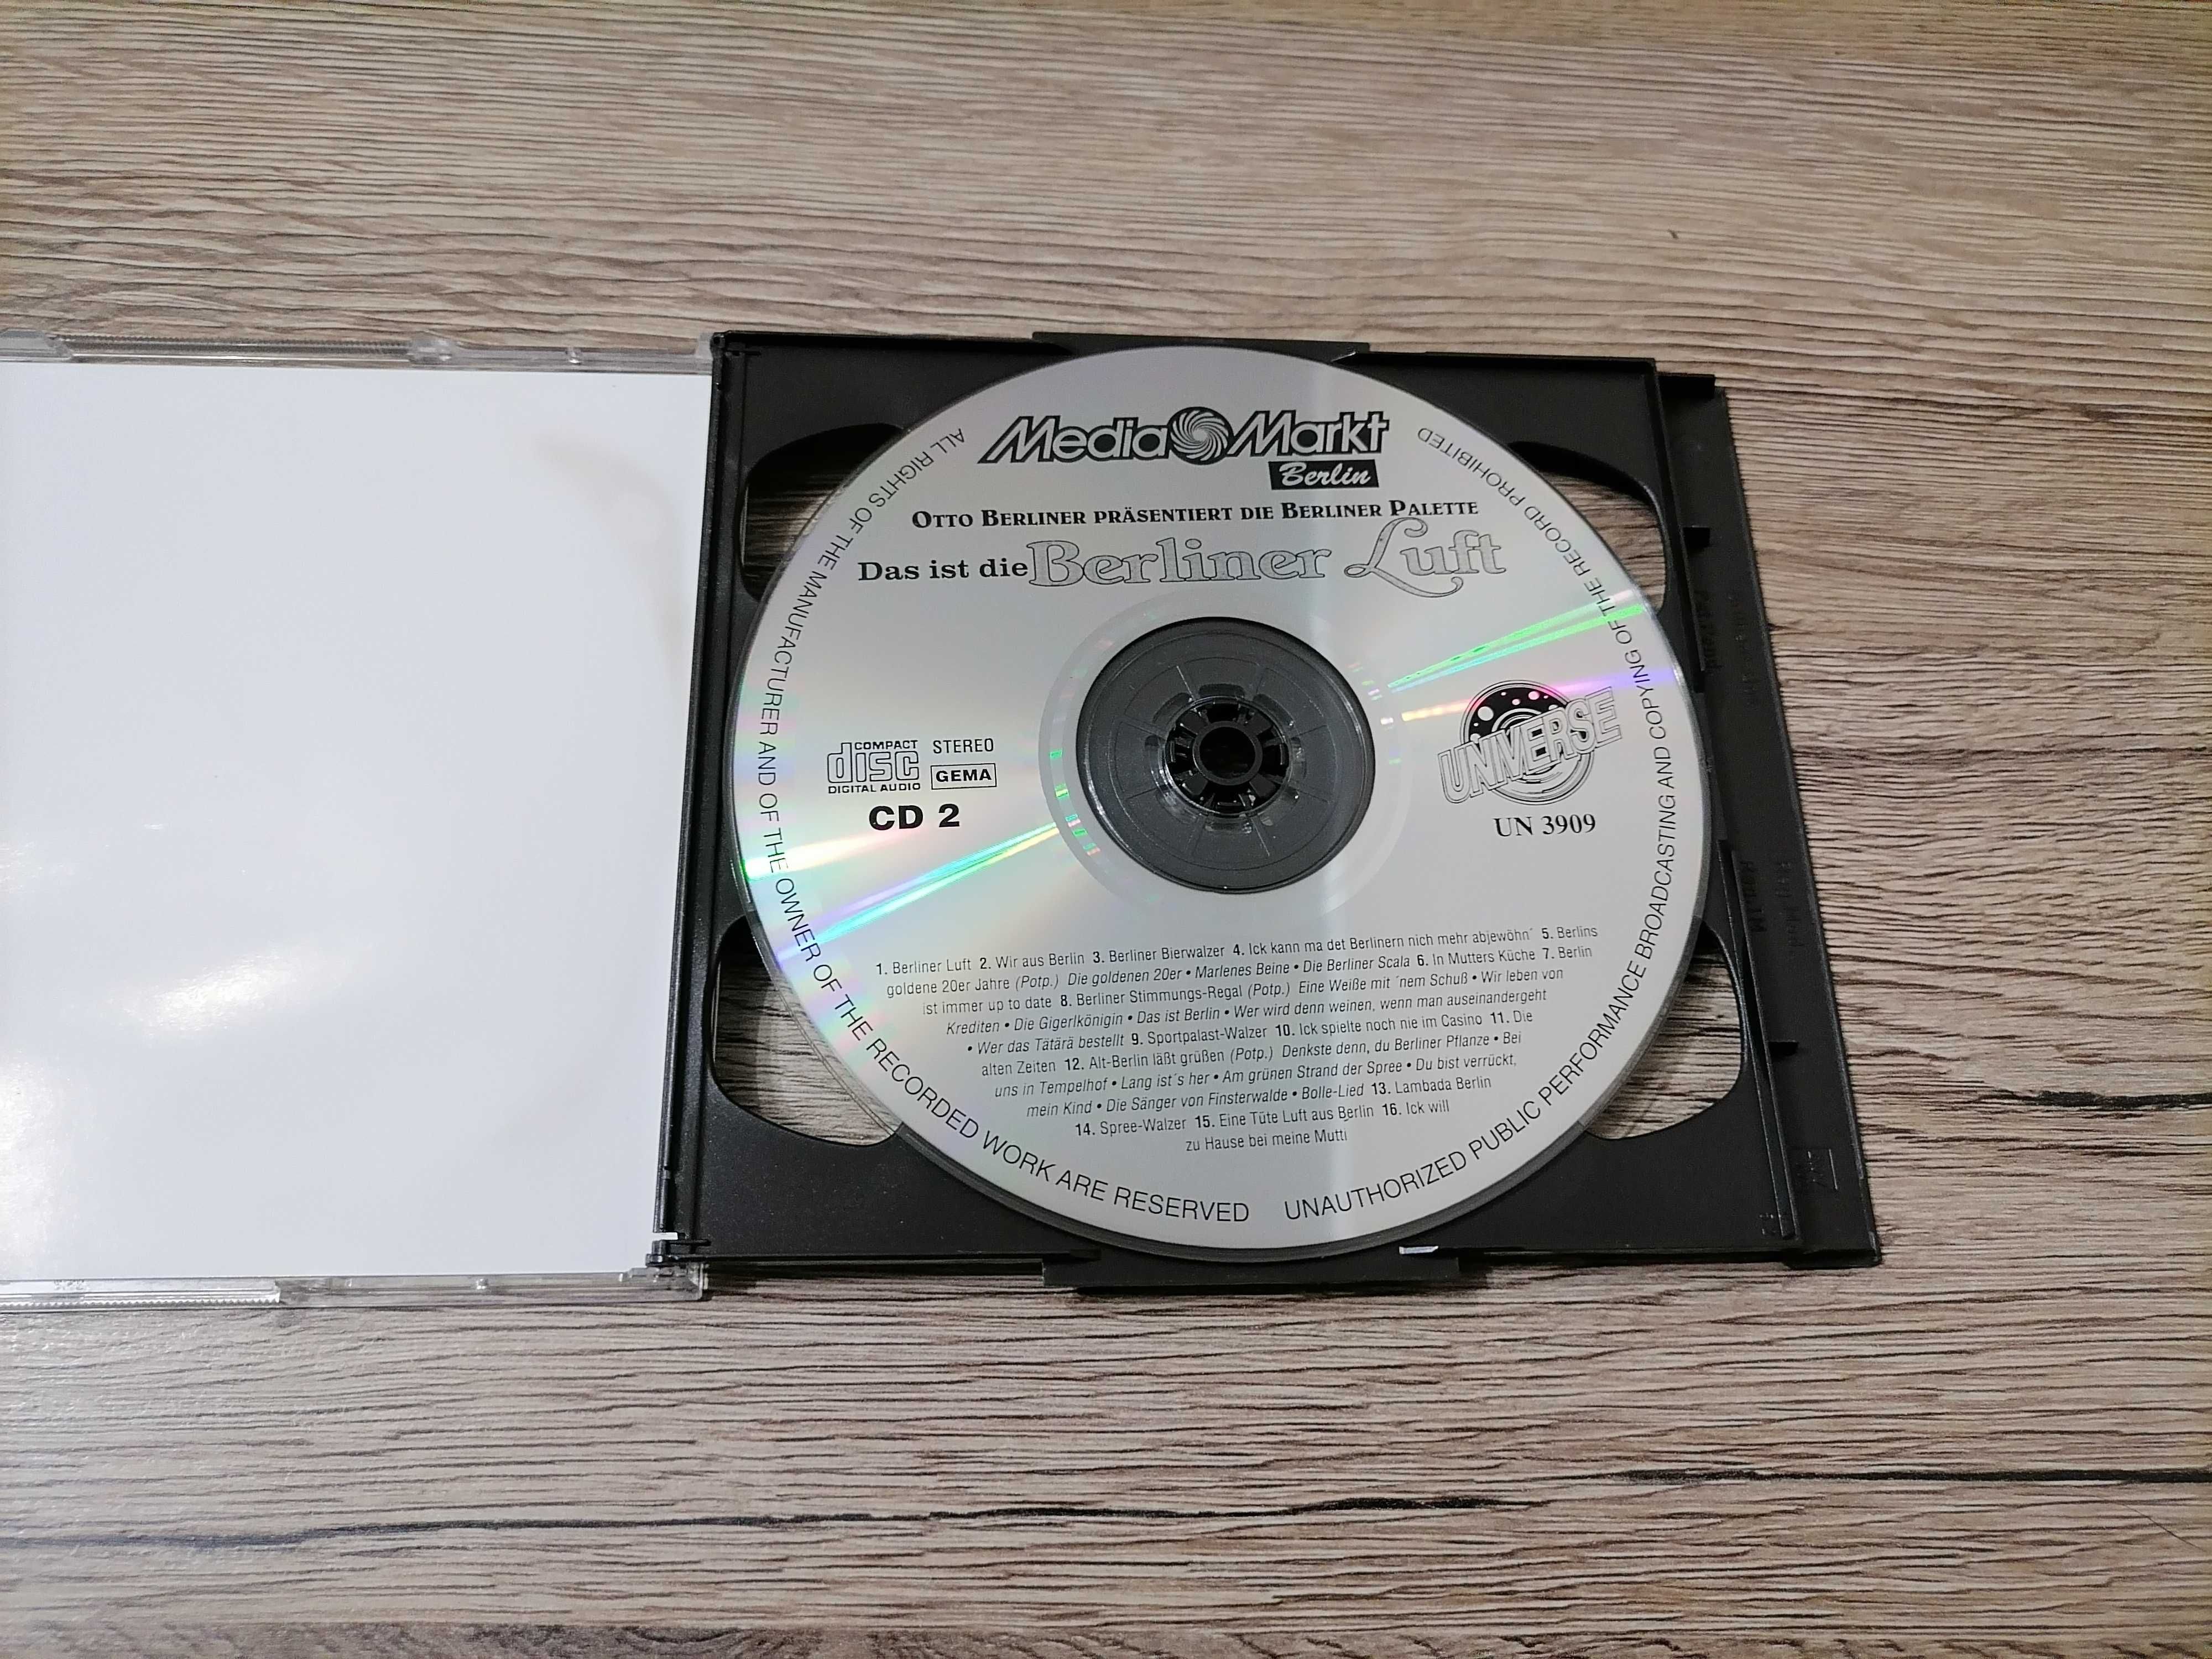 Media Markt
Berlin
OTTO BERLINER PRÄSENTIERT DIE BERLINER PALETTE
Das ist die Berliner Luft
COMPACT
disc
DIGITAL AUDIO
STEREO
GEMA
CD 2
UNIVERSE
UN 3909
1. Berliner Luft 2. Wir aus Berlin 3. Berliner Bierwalzer 4. Ick kann ma det Berlinern nich mehr abjewöhn´ 5. Berlins
goldene 20er Jahre (Potp.) Die goldenen 20er • Marlenes Beine • Die Berliner Scala 6. In Mutters Küche 7. Berlin
ist immer up to date 8. Berliner Stimmungs-Regal (Potp.) Eine Weiße mit ´nem Schuß • Wir leben von
Krediten • Die Gigerlkönigin • Das ist Berlin • Wer wird denn weinen, wenn man auseinandergeht
• Wer das Tätärä bestellt 9. Sportpalast-Walzer 10. Ick spielte noch nie im Casino 11. Die
alten Zeiten 12. Alt-Berlin läßt grüßen (Potp.) Denkste denn, du Berliner Pflanze • Bei
uns in Tempelhof • Lang ist´s her • Am grünen Strand der Spree • Du bist verrückt,
mein Kind • Die Sänger von Finsterwalde • Bolle-Lied 13. Lambada Berlin
14. Spree-Walzer 15. Eine Tüte Luft aus Berlin 16. Ick will
zu Hause bei meine Mutti
ALL RIGHTS OF THE MANUFACTURER AND OF THE OWNER OF THE RECORDED WORK ARE RESERVED
UNAUTHORIZED PUBLIC PERFORMANCE BROADCASTING AND COPYING OF THE RECORD PROHIBITED